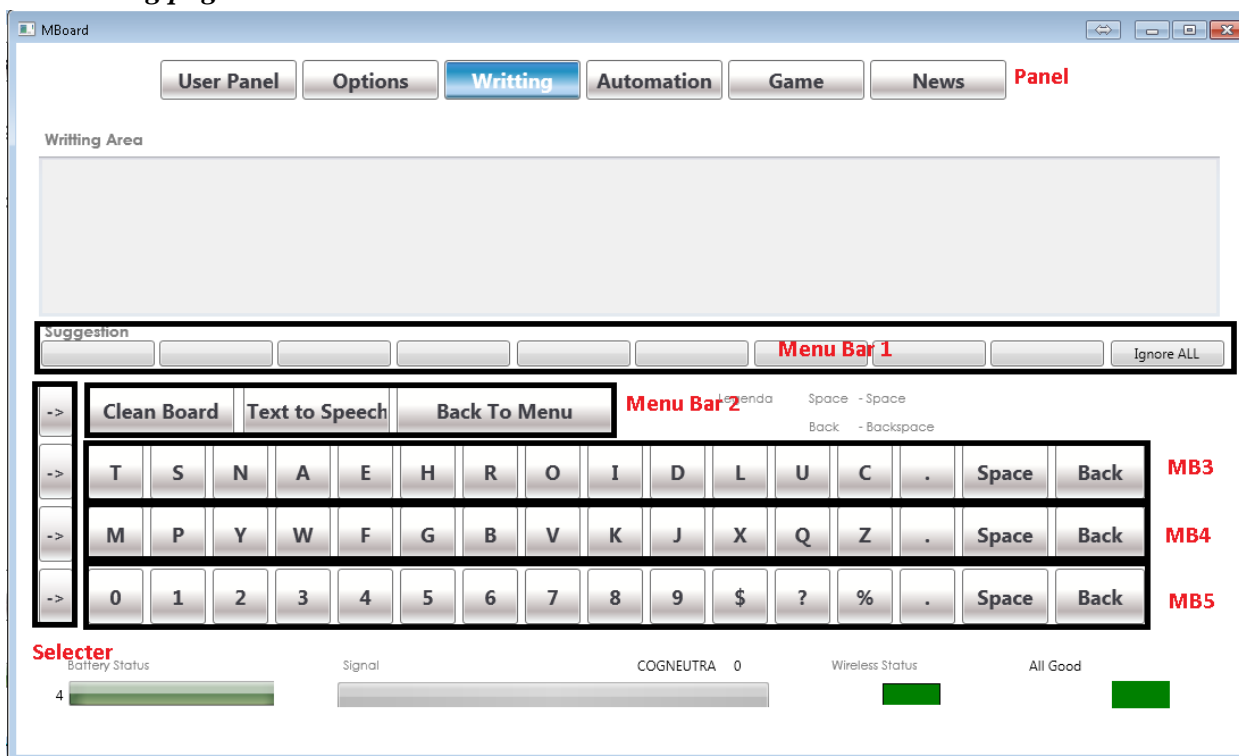 MBoard
User Panel Options Writting Automation Game News Panel
Writting Area
Suggestion
Menu Bar 1 Ignore ALL
-> Clean Board Text to Speech Back To Menu Menu Bar 2 Legenda Space - Space
Back - Backspace
-> T S N A E H R O I D L U C . Space Back MB3
-> M P Y W F G B V K J X Q Z . Space Back MB4
-> 0 1 2 3 4 5 6 7 8 9 $ ? % . Space Back MB5
Selecter
Battery Status Signal COGNEUTRA 0 Wireless Status All Good
4